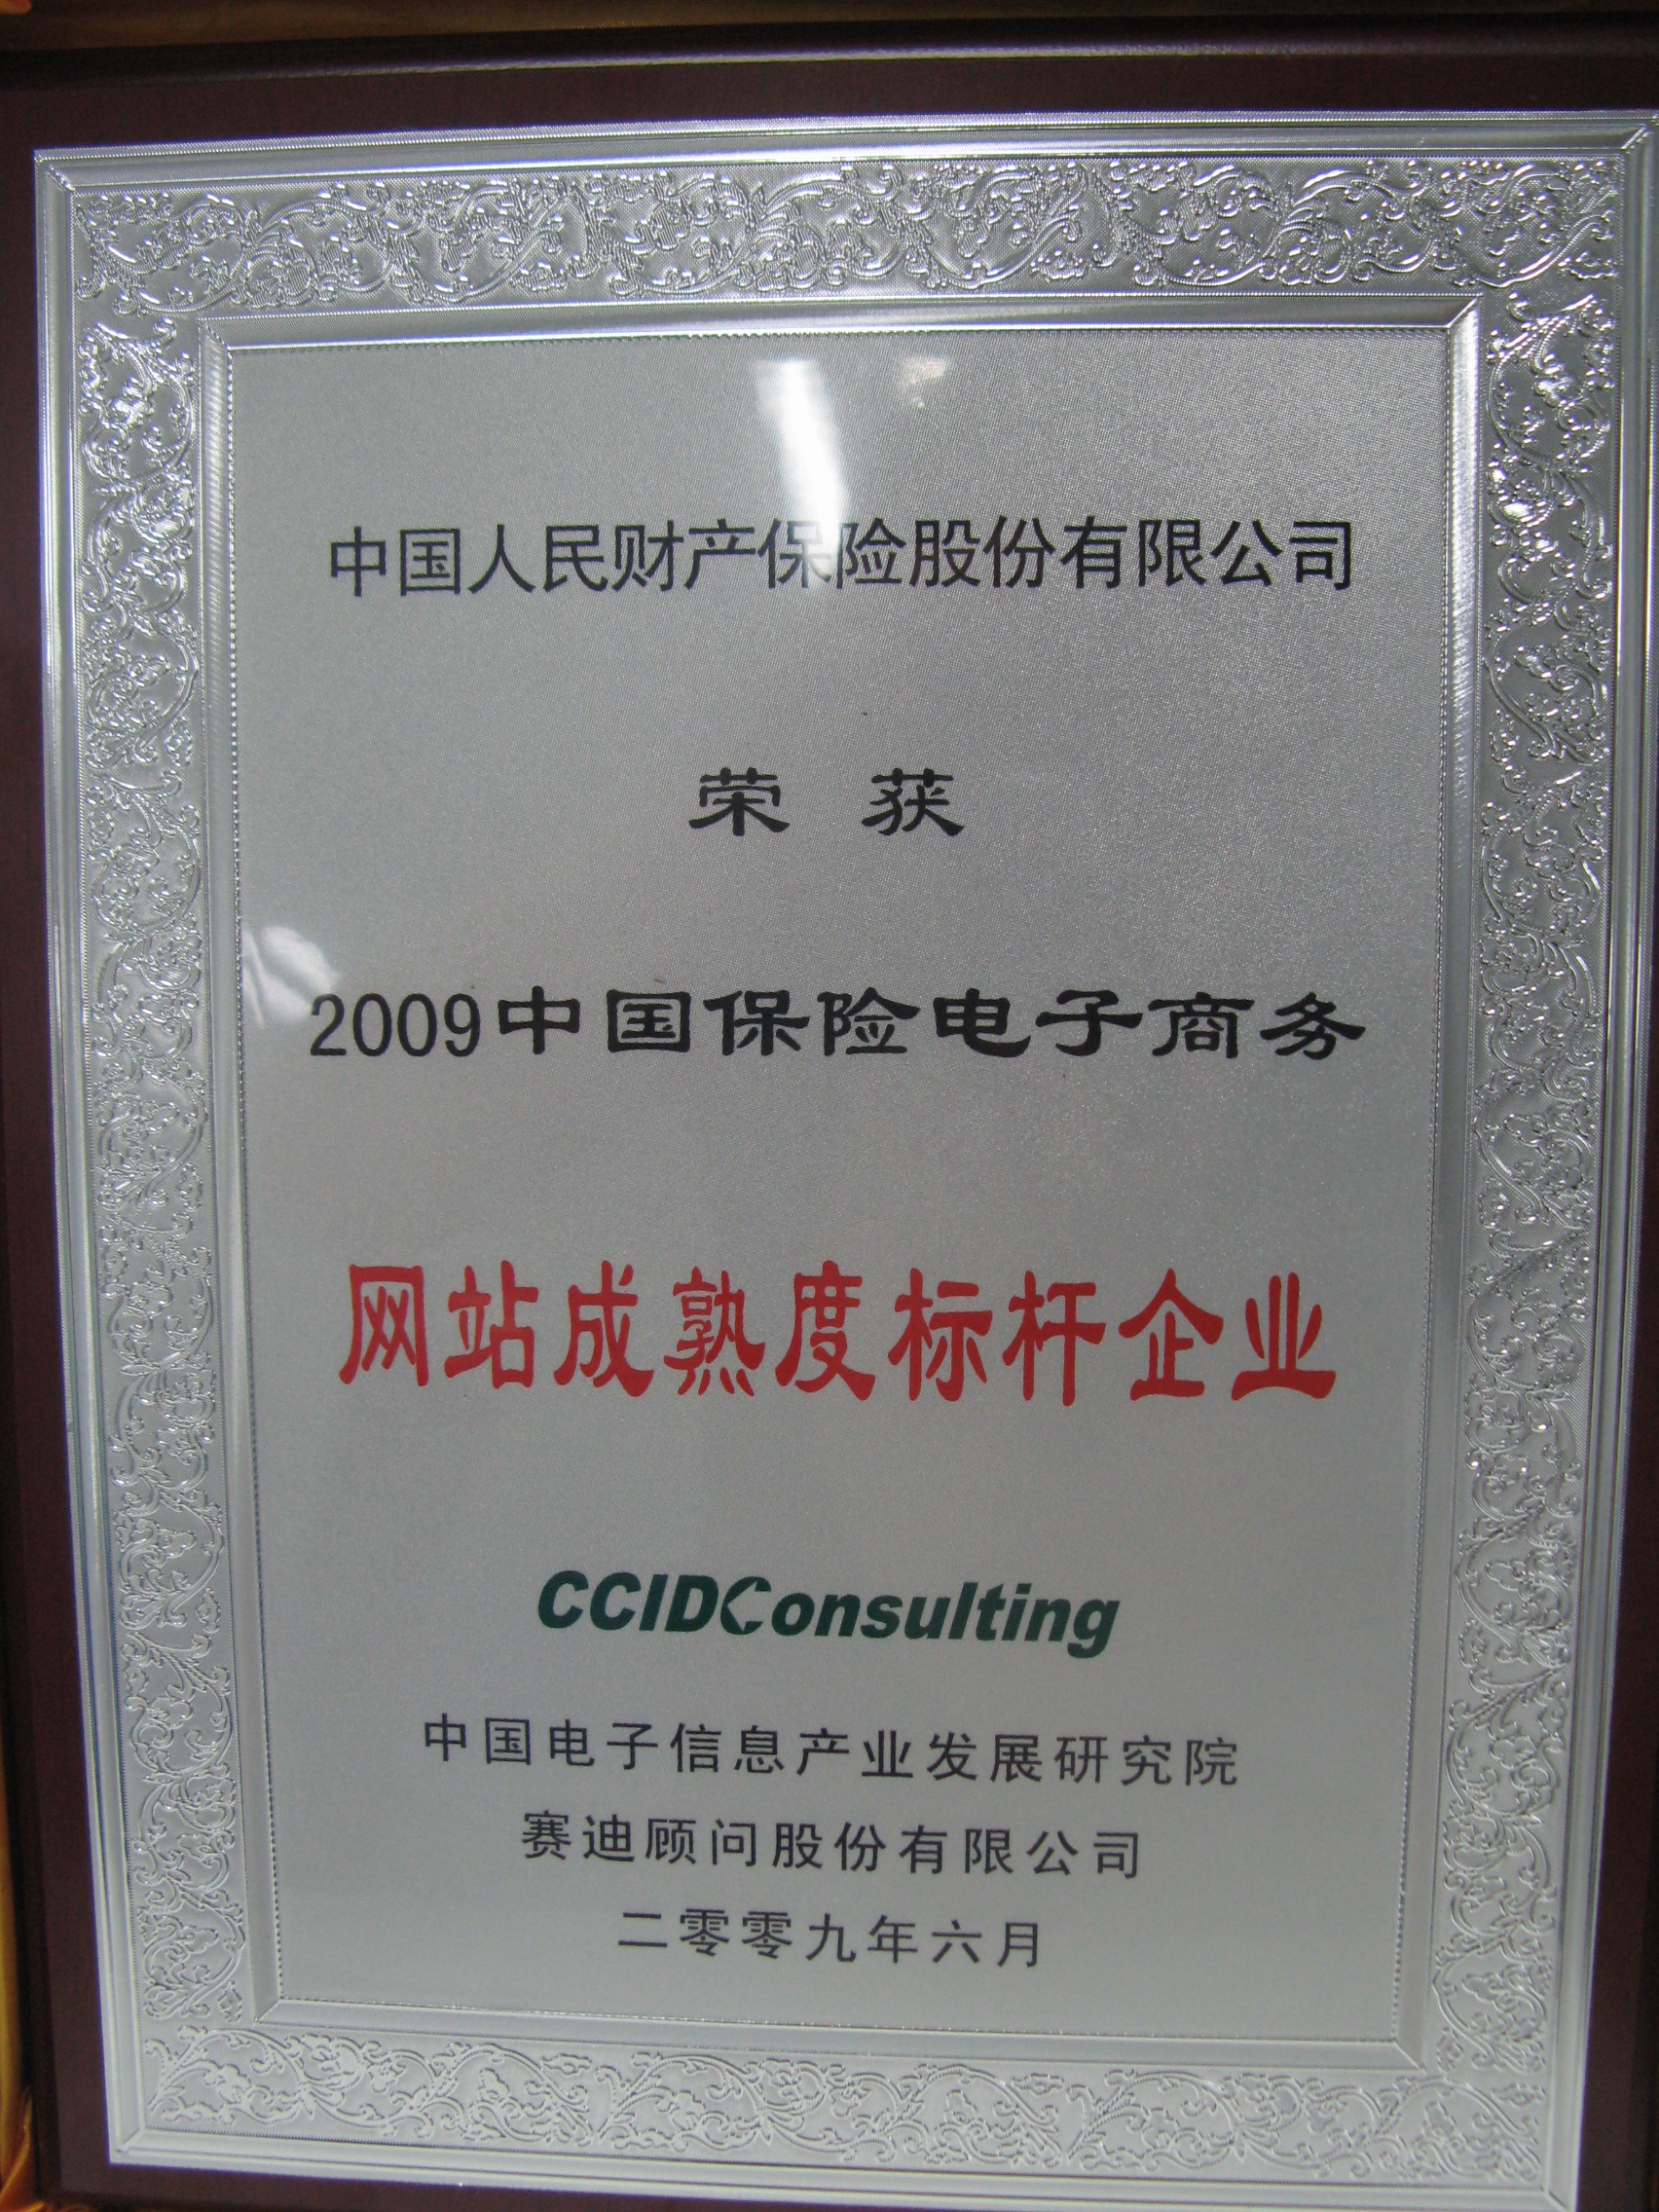 中国人民财产保险股份有限公司
荣 获
2009中国保险电子商务
网站成熟度标杆企业
CCIDConsulting
中国电子信息产业发展研究院
赛迪顾问股份有限公司
二零零九年六月